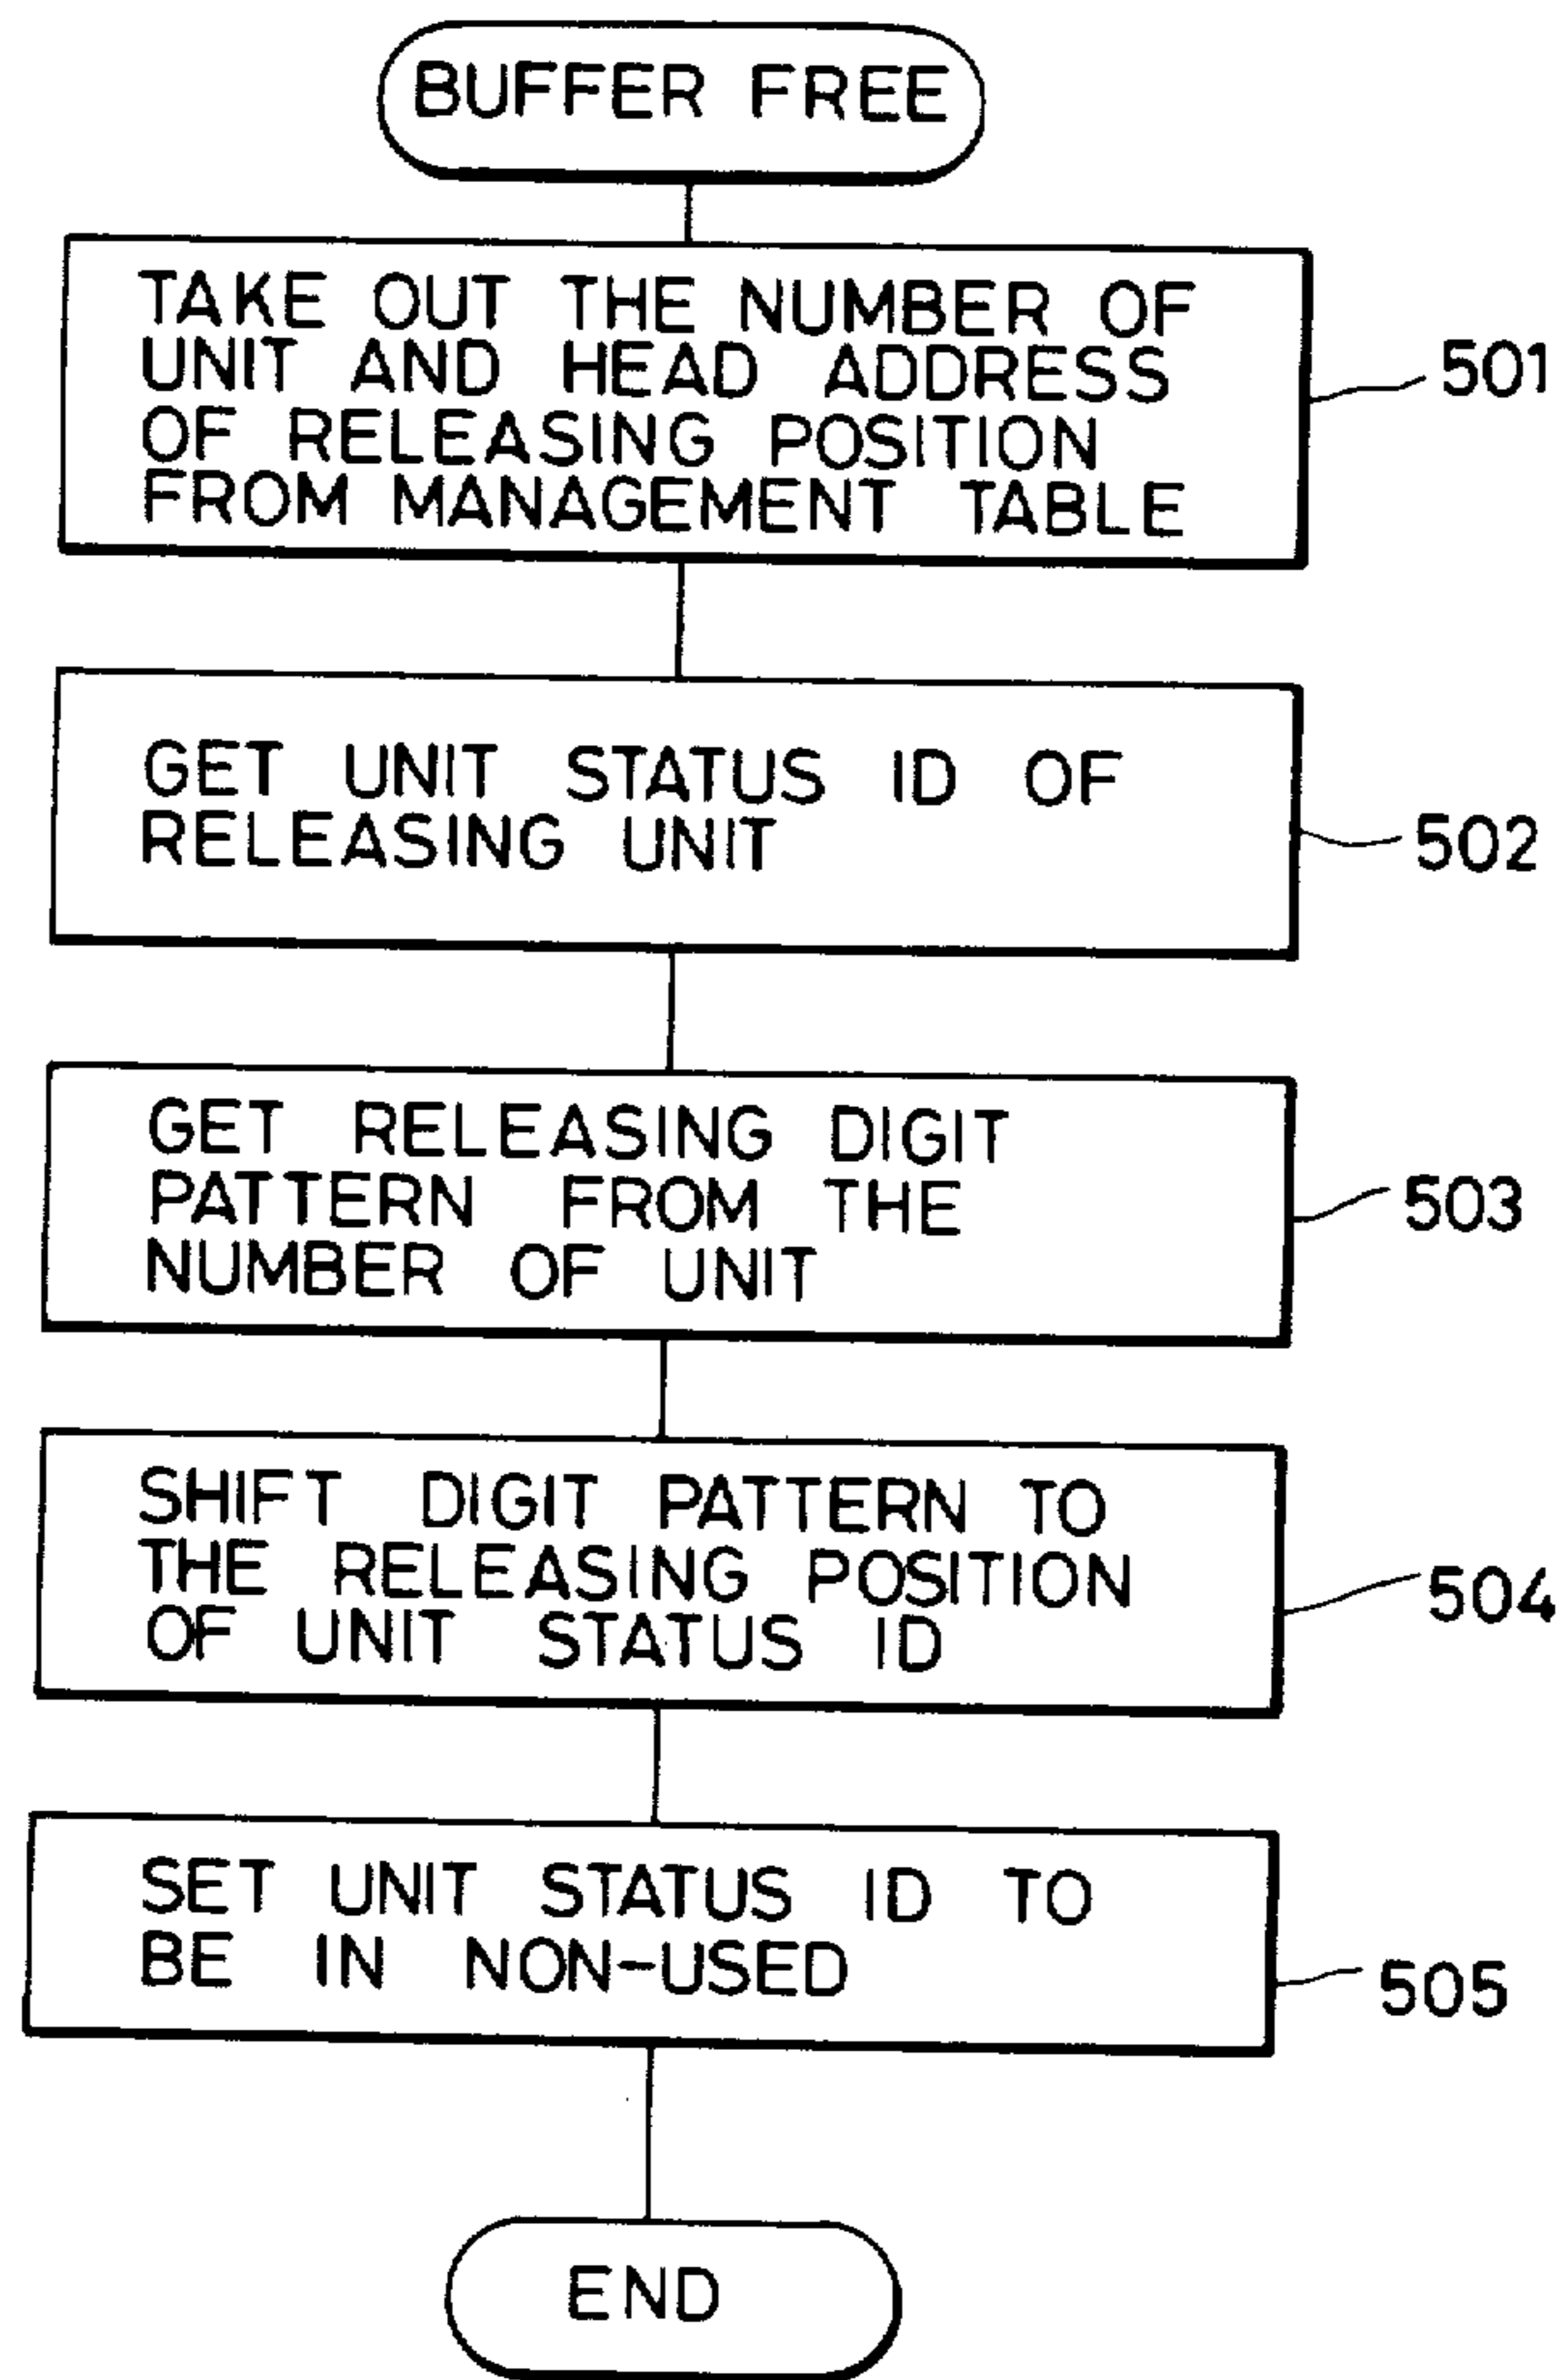 BUFFER FREE
TAKE OUT THE NUMBER OF
UNIT AND HEAD ADDRESS
OF RELEASING POSITION
FROM MANAGEMENT TABLE
501
GET UNIT STATUS ID OF
RELEASING UNIT
502
GET RELEASING DIGIT
PATTERN FROM THE
NUMBER OF UNIT
503
SHIFT DIGIT PATTERN TO
THE RELEASING POSITION
OF UNIT STATUS ID
504
SET UNIT STATUS ID TO
BE IN NON-USED
505
END